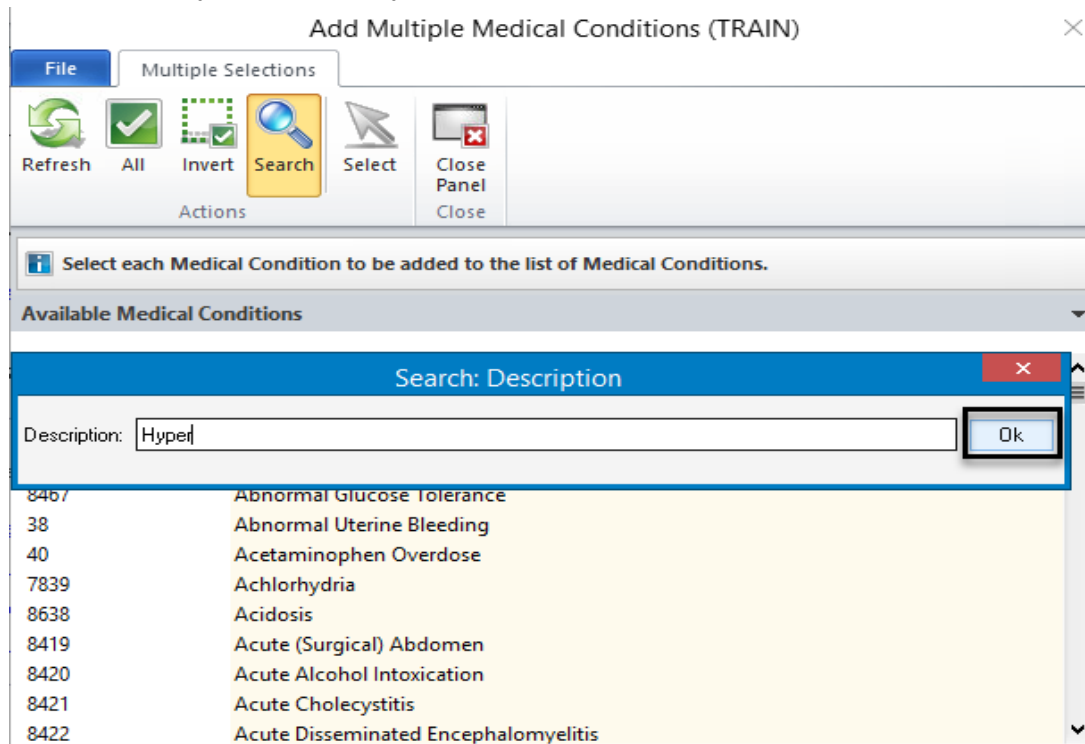 Add Multiple Medical Conditions (TRAIN)
File Multiple Selections
Refresh All Invert Search Select Close Panel
Actions Close
Select each Medical Condition to be added to the list of Medical Conditions.
Available Medical Conditions
Search: Description
Description: Hyper Ok
8467 Abnormal Glucose Tolerance
38 Abnormal Uterine Bleeding
40 Acetaminophen Overdose
7839 Achlorhydria
8638 Acidosis
8419 Acute (Surgical) Abdomen
8420 Acute Alcohol Intoxication
8421 Acute Cholecystitis
8422 Acute Disseminated Encephalomyelitis